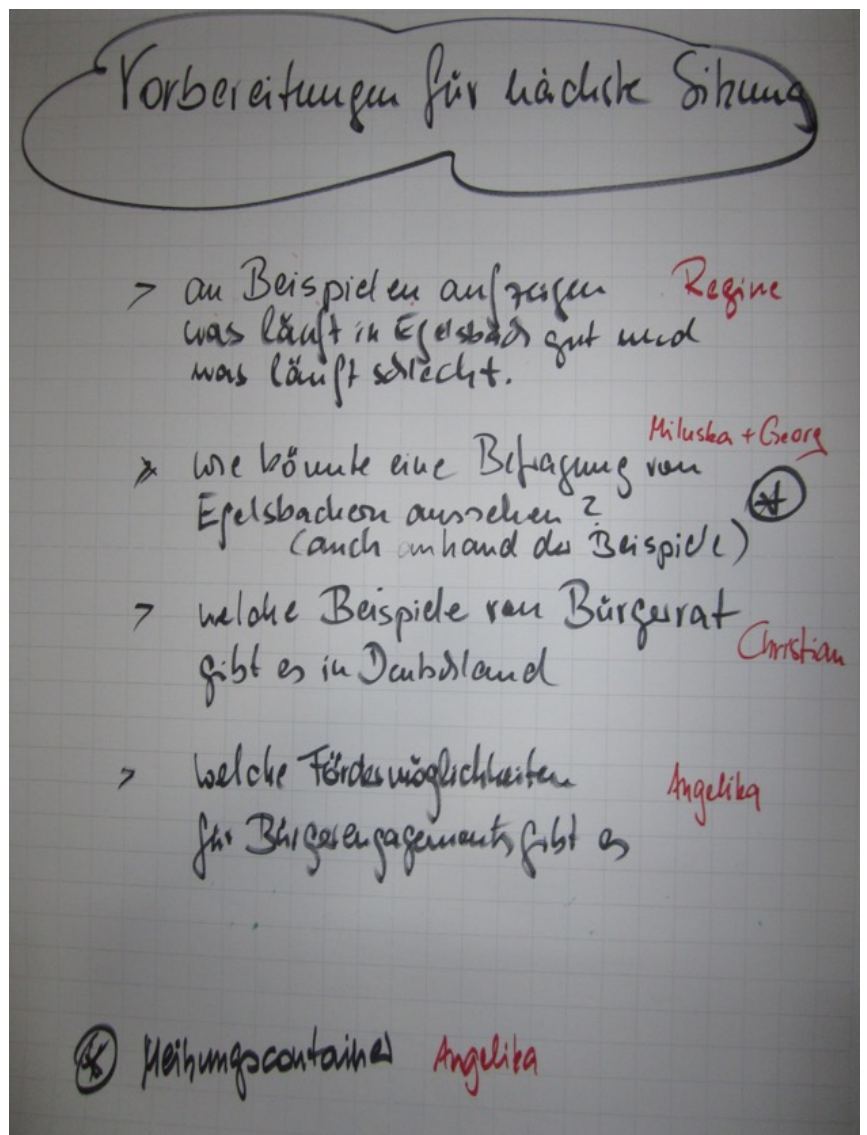 Vorbereitungen für nächste Sitzung
> an Beispielen aufzeigen Regine
was läuft in Egelsbach gut und
was läuft schlecht.
Miluska + Georg
> wie könnte eine Befragung von
Egelsbachern aussehen ? *
(auch anhand der Beispiele)
> welche Beispiele von Bürgerrat
Christian
gibt es in Deutschland
> welche Fördermöglichkeiten Angelika
für Bürgerengagements gibt es
* Meinungscontainer Angelika